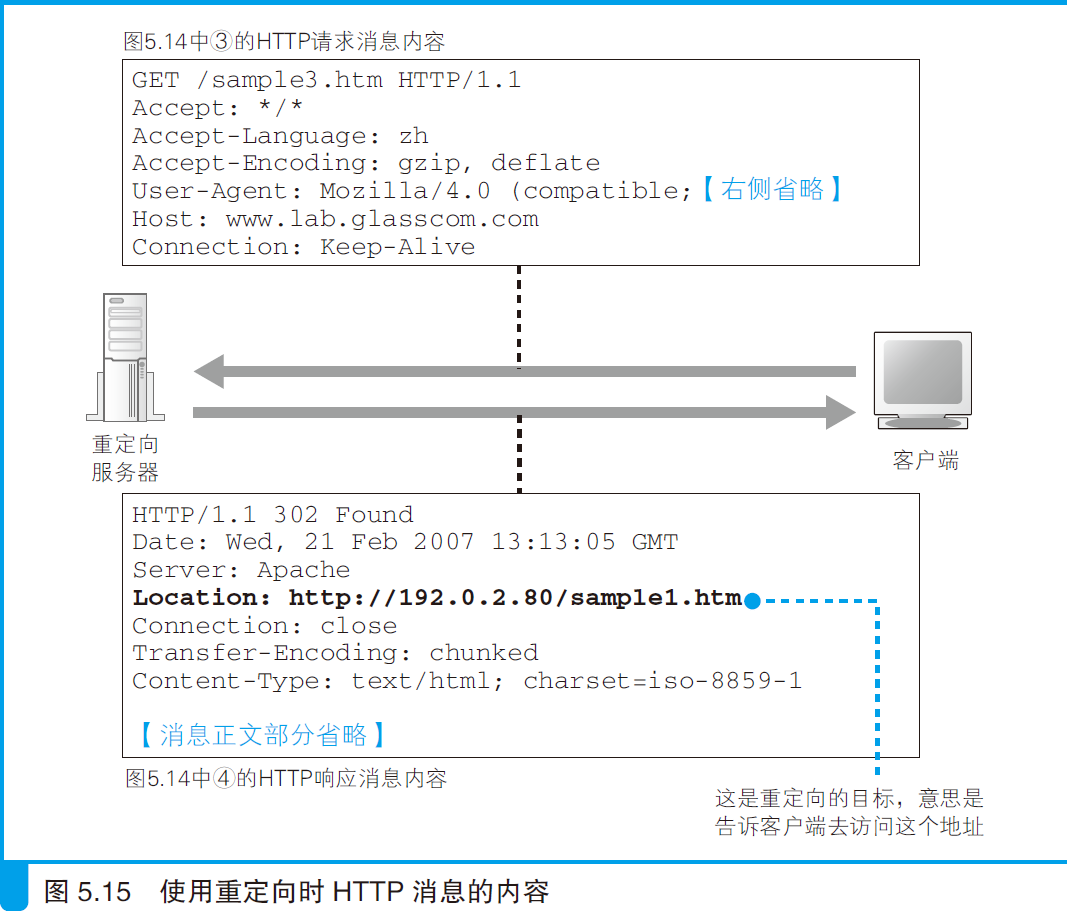 图5.14中③的HTTP请求消息内容
GET /sample3.htm HTTP/1.1
Accept: */*
Accept-Language: zh
Accept-Encoding: gzip, deflate
User-Agent: Mozilla/4.0 (compatible;【右侧省略】
Host: www.lab.glasscom.com
Connection: Keep-Alive
重定向
服务器
客户端
HTTP/1.1 302 Found
Date: Wed, 21 Feb 2007 13:13:05 GMT
Server: Apache
Location: http://192.0.2.80/sample1.htm
Connection: close
Transfer-Encoding: chunked
Content-Type: text/html; charset=iso-8859-1
【消息正文部分省略】
图5.14中④的HTTP响应消息内容
这是重定向的目标，意思是
告诉客户端去访问这个地址
图 5.15 使用重定向时 HTTP 消息的内容